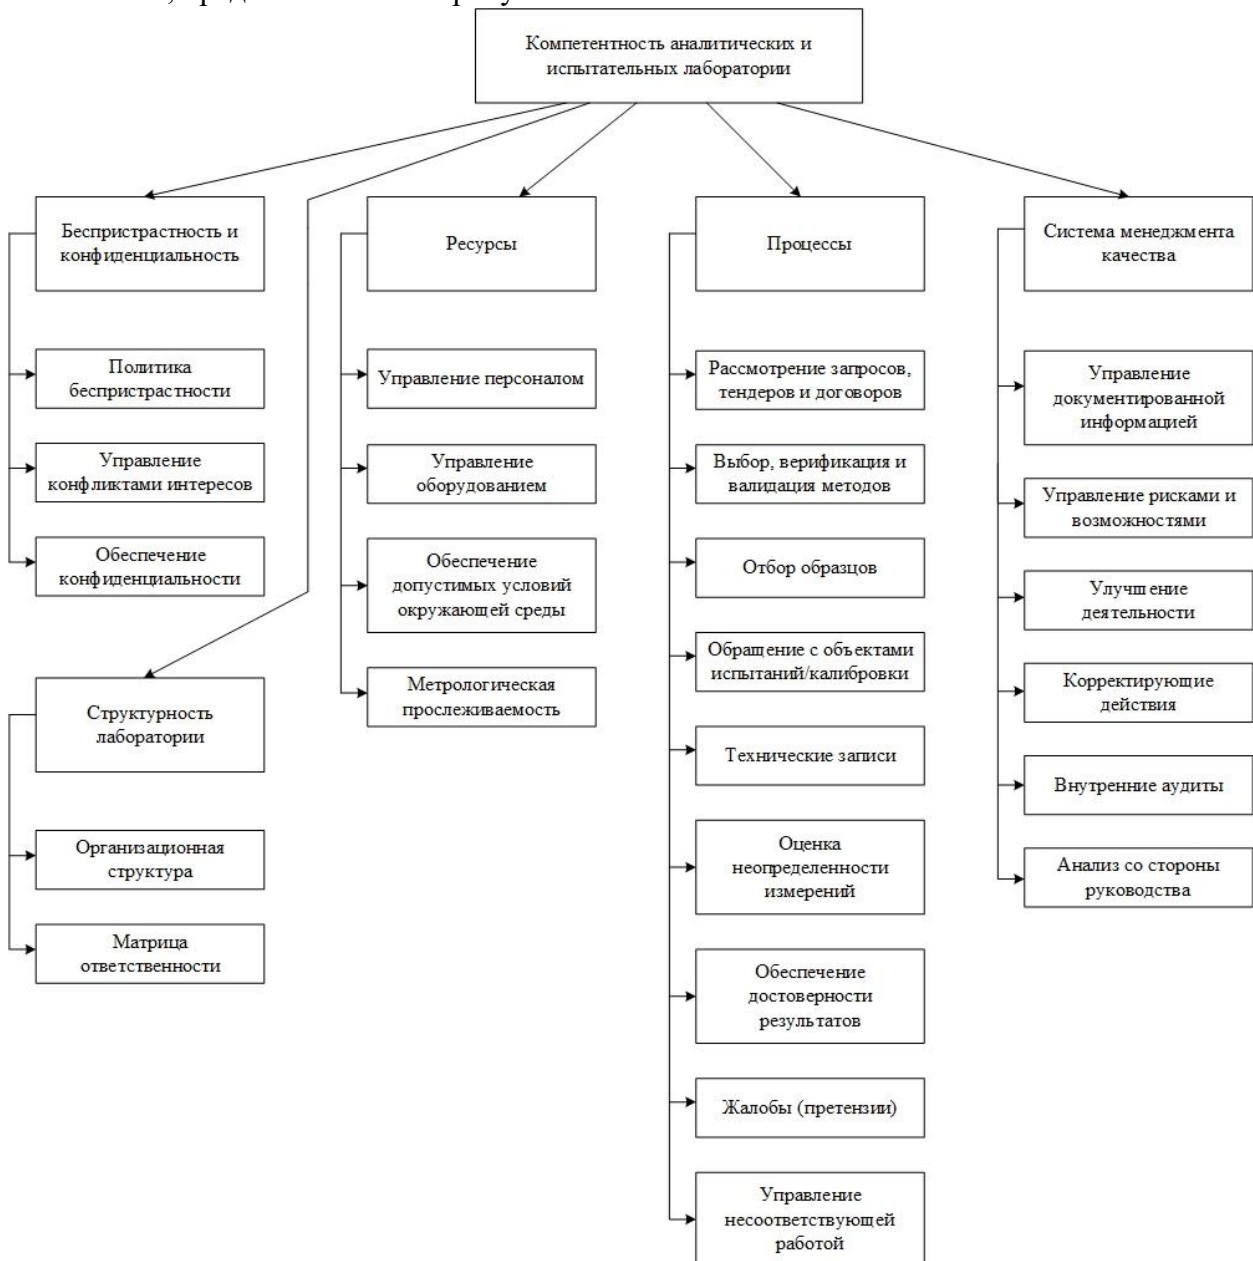 Компетентность аналитических и
испытательных лаборатории
Беспристрастность и
конфиденциальность
Политика
беспристрастности
Управление
конфликтами интересов
Обеспечение
конфиденциальности
Структурность
лаборатории
Организационная
структура
Матрица
ответственности
Ресурсы
Управление персоналом
Управление
оборудованием
Обеспечение
допустимых условий
окружающей среды
Метрологическая
прослеживаемость
Процессы
Рассмотрение запросов,
тендеров и договоров
Выбор, верификация и
валидация методов
Отбор образцов
Обращение с объектами
испытаний/калибровки
Технические записи
Оценка
неопределенности
измерений
Обеспечение
достоверности
результатов
Жалобы (претензии)
Управление
несоответствующей
работой
Система менеджмента
качества
Управление
документированной
информацией
Управление рисками и
возможностями
Улучшение
деятельности
Корректирующие
действия
Внутренние аудиты
Анализ со стороны
руководства